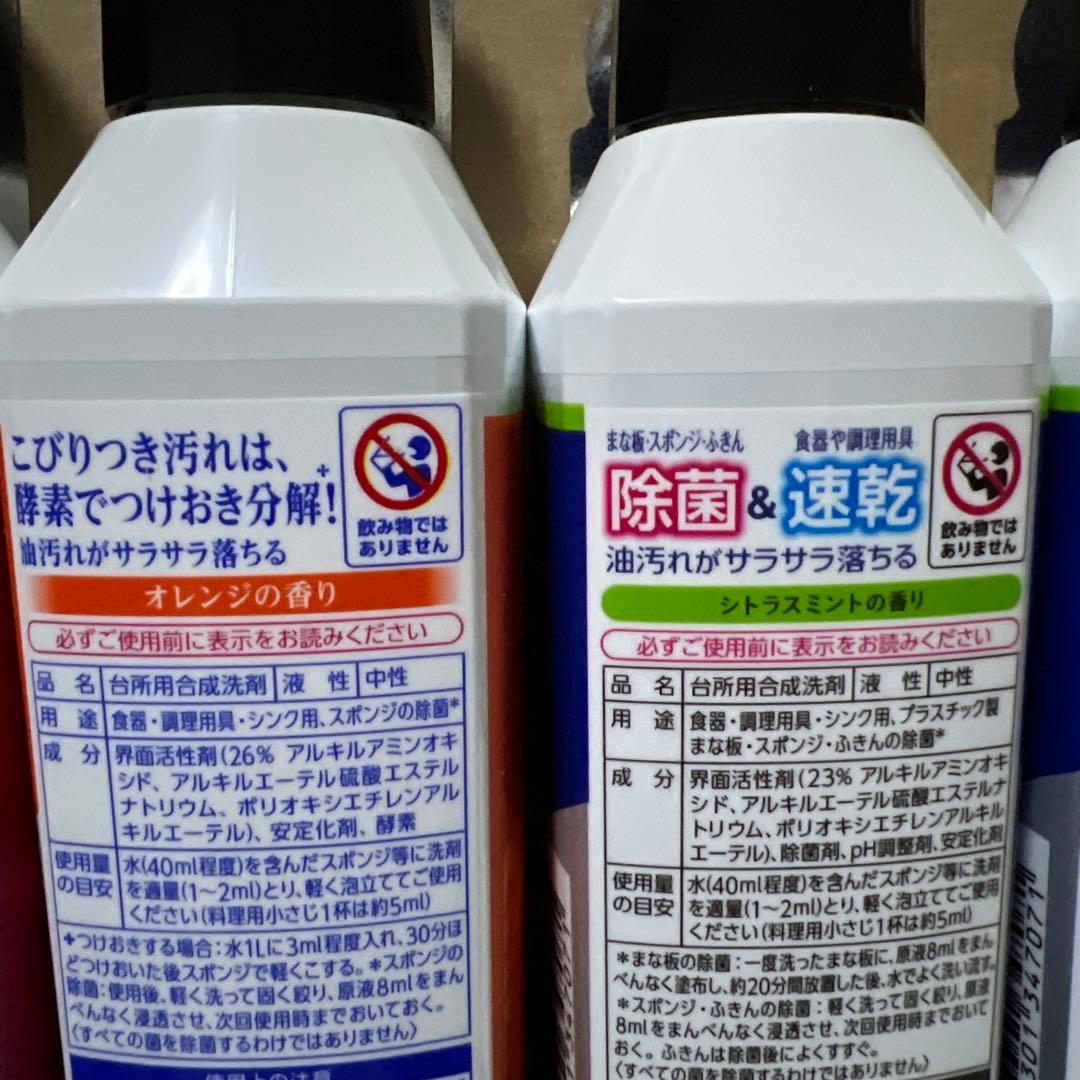 こびりつき汚れは、
酵素でつけおき分解!+
油汚れがサラサラ落ちる
飲み物では
ありません
オレンジの香り
必ずご使用前に表示をお読みください
品 名 台所用合成洗剤 液 性 中性
用 途 食器・調理用具・シンク用、スポンジの除菌*
成 分 界面活性剤(26% アルキルアミンオキ
シド、アルキルエーテル硫酸エステル
ナトリウム、ポリオキシエチレンアル
キルエーテル)、安定化剤、酵素
使用量
の目安
水(40ml程度)を含んだスポンジ等に洗剤
を適量(1~2ml)とり、軽く泡立ててご使用
ください(料理用小さじ1杯は約5ml)
+つけおきする場合:水1Lに3ml程度入れ、30分ほ
どつけおいた後スポンジで軽くこする。*スポンジの
除菌:使用後、軽く洗って固く絞り、原液8mlをまん
べんなく浸透させ、次回使用時までおいておく。
〈すべての菌を除菌するわけではありません〉
使用上の注意
まな板・スポンジ・ふきん 食器や調理用具
除菌&速乾
油汚れがサラサラ落ちる
飲み物では
ありません
シトラスミントの香り
必ずご使用前に表示をお読みください
品 名 台所用合成洗剤 液 性 中性
用 途 食器・調理用具・シンク用、プラスチック製
まな板・スポンジ・ふきんの除菌*
成 分 界面活性剤(23% アルキルアミンオキ
シド、アルキルエーテル硫酸エステルナ
トリウム、ポリオキシエチレンアルキル
エーテル)、除菌剤、pH調整剤、安定化剤
使用量
の目安
水(40ml程度)を含んだスポンジ等に洗剤
を適量(1~2ml)とり、軽く泡立ててご使用
ください(料理用小さじ1杯は約5ml)
*まな板の除菌:一度洗ったまな板に、原液8mlをまん
べんなく塗布し、約20分間放置した後、水でよく洗い流す。
*スポンジ・ふきんの除菌:軽く洗って固く絞り、原液
8mlをまんべんなく浸透させ、次回使用時までおいて
おく。ふきんは除菌後によくすすぐ。
〈すべての菌を除菌するわけではありません〉
301347071